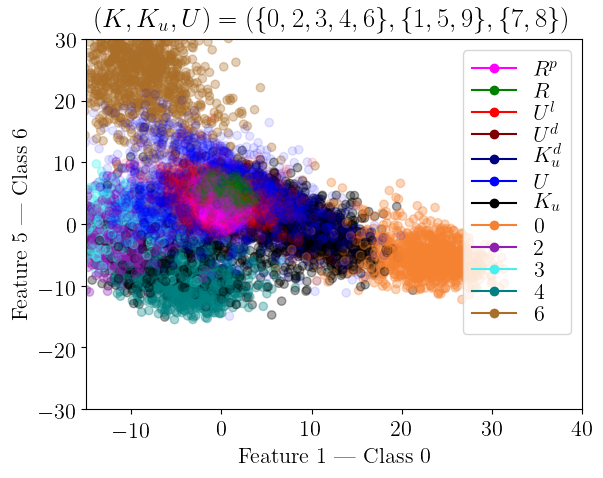 (K, K_u, U) = ({0, 2, 3, 4, 6}, {1, 5, 9}, {7, 8})
30
20
10
0
−10
−20
−30
Feature 5 — Class 6
R^p
R
U^l
U^d
K_u^d
U
K_u
0
2
3
4
6
−10
0
10
20
30
40
Feature 1 — Class 0